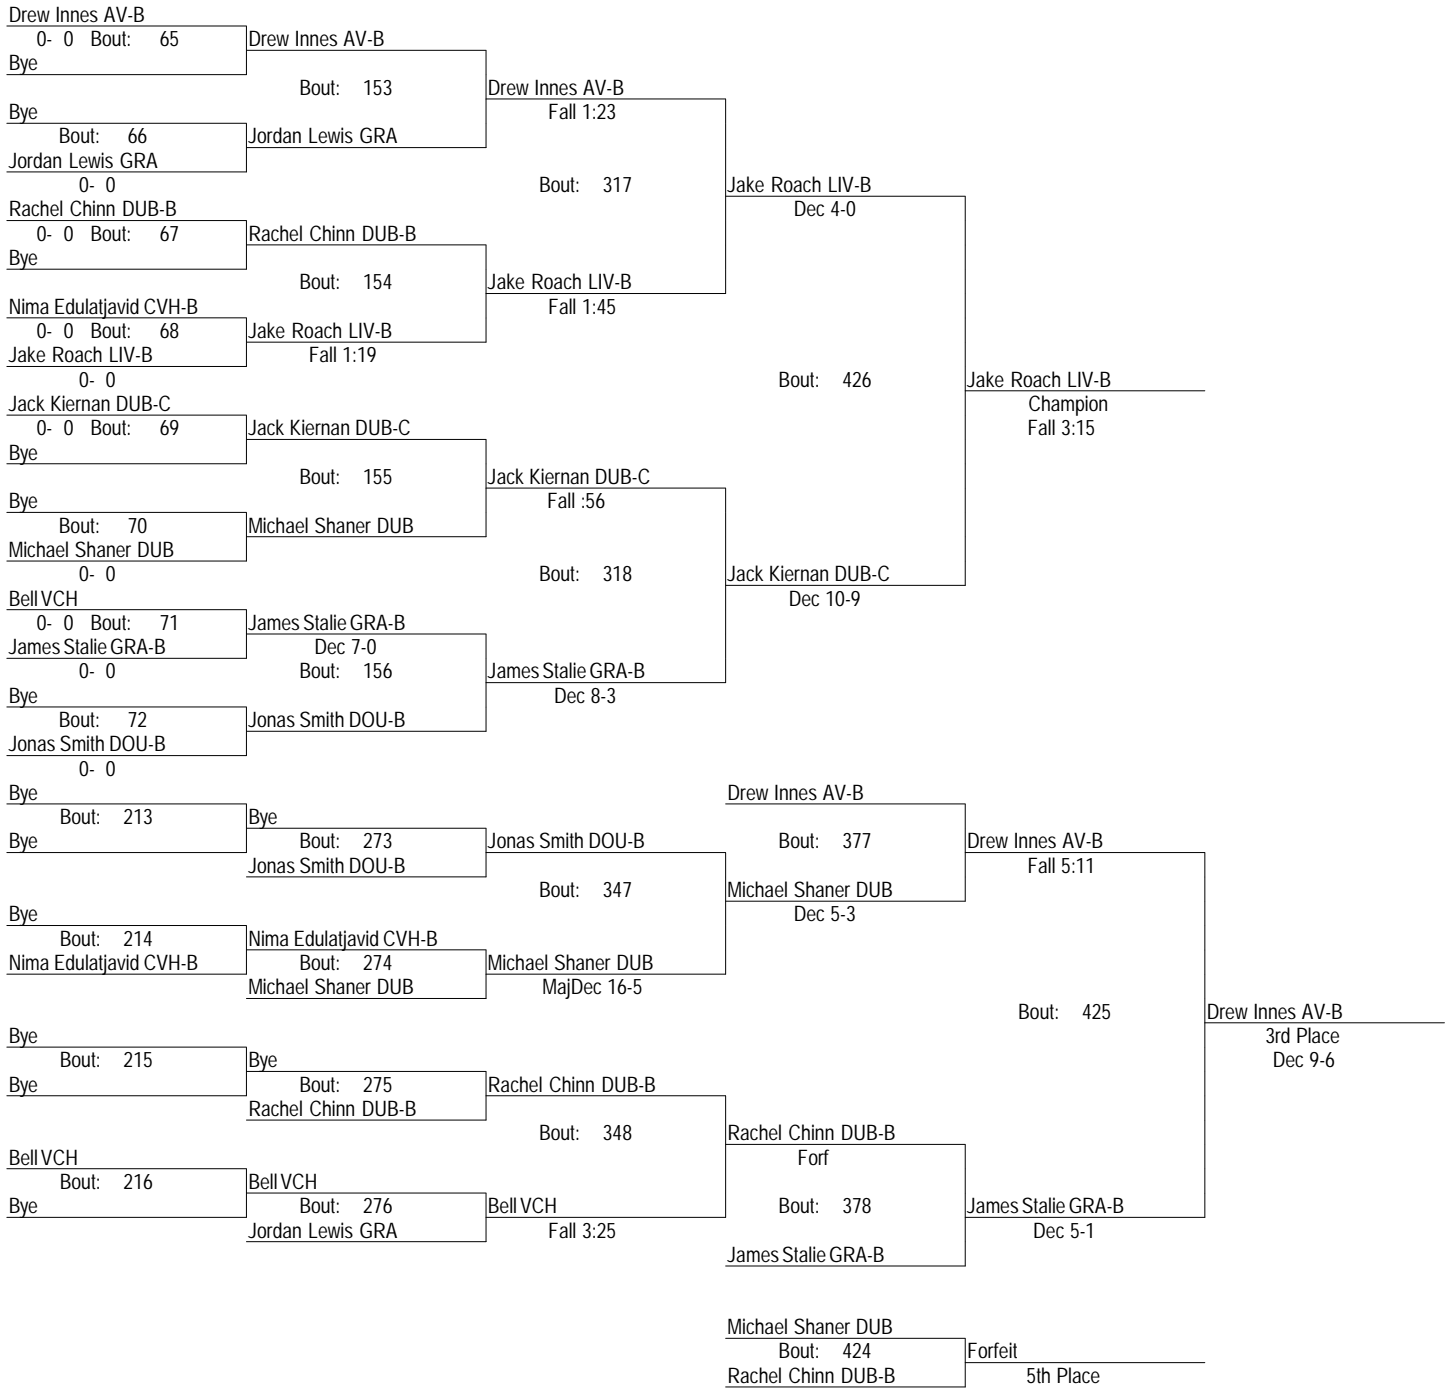 Drew Innes AV-B
0- 0 Bout: 65
Drew Innes AV-B
Bye
Bout: 153
Drew Innes AV-B
Bye
Fall 1:23
Bout: 66
Jordan Lewis GRA
Jordan Lewis GRA
0- 0
Bout: 317
Jake Roach LIV-B
Rachel Chinn DUB-B
Dec 4-0
0- 0 Bout: 67
Rachel Chinn DUB-B
Bye
Bout: 154
Jake Roach LIV-B
Nima Edulatjavid CVH-B
Fall 1:45
0- 0 Bout: 68
Jake Roach LIV-B
Jake Roach LIV-B
Fall 1:19
0- 0
Bout: 426
Jake Roach LIV-B
Jack Kiernan DUB-C
Champion
0- 0 Bout: 69
Jack Kiernan DUB-C
Fall 3:15
Bye
Bout: 155
Jack Kiernan DUB-C
Bye
Fall :56
Bout: 70
Michael Shaner DUB
Michael Shaner DUB
0- 0
Bout: 318
Jack Kiernan DUB-C
Bell VCH
Dec 10-9
0- 0 Bout: 71
James Stalie GRA-B
James Stalie GRA-B
Dec 7-0
0- 0
Bout: 156
James Stalie GRA-B
Bye
Dec 8-3
Bout: 72
Jonas Smith DOU-B
Jonas Smith DOU-B
0- 0
Bye
Drew Innes AV-B
Bout: 213
Bye
Bye
Bout: 273
Jonas Smith DOU-B
Bout: 377
Drew Innes AV-B
Jonas Smith DOU-B
Fall 5:11
Bout: 347
Michael Shaner DUB
Bye
Dec 5-3
Bout: 214
Nima Edulatjavid CVH-B
Nima Edulatjavid CVH-B
Bout: 274
Michael Shaner DUB
Michael Shaner DUB
MajDec 16-5
Bout: 425
Drew Innes AV-B
Bye
3rd Place
Bout: 215
Bye
Dec 9-6
Bye
Bout: 275
Rachel Chinn DUB-B
Rachel Chinn DUB-B
Bout: 348
Rachel Chinn DUB-B
Bell VCH
Forf
Bout: 216
Bell VCH
Bye
Bout: 276
Bell VCH
Bout: 378
James Stalie GRA-B
Jordan Lewis GRA
Fall 3:25
Dec 5-1
James Stalie GRA-B
Michael Shaner DUB
Bout: 424
Forfeit
Rachel Chinn DUB-B
5th Place